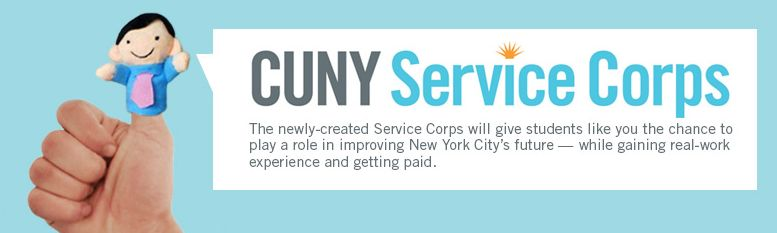 CUNY Service Corps
The newly-created Service Corps will give students like you the chance to
play a role in improving New York City’s future — while gaining real-work
experience and getting paid.